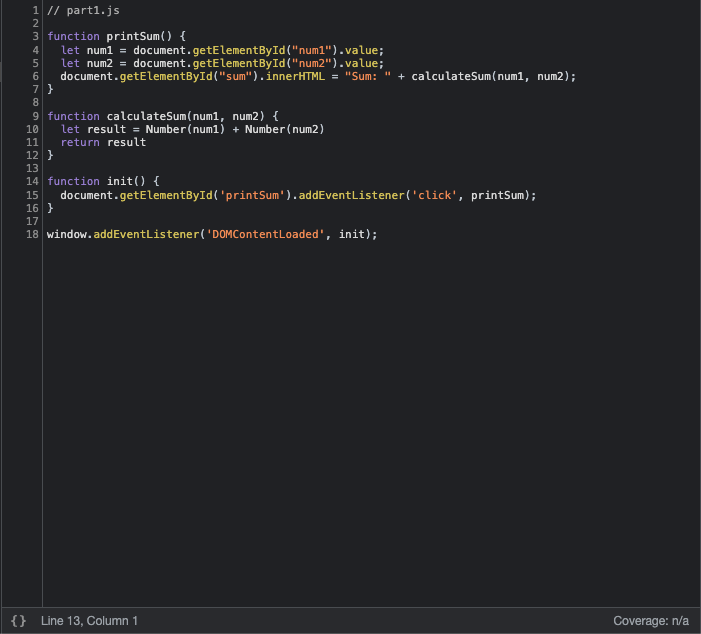 1 // part1.js
2
3 function printSum() {
4   let num1 = document.getElementById("num1").value;
5   let num2 = document.getElementById("num2").value;
6   document.getElementById("sum").innerHTML = "Sum: " + calculateSum(num1, num2);
7 }
8
9 function calculateSum(num1, num2) {
10   let result = Number(num1) + Number(num2)
11   return result
12 }
13
14 function init() {
15   document.getElementById('printSum').addEventListener('click', printSum);
16 }
17
18 window.addEventListener('DOMContentLoaded', init);
{} Line 13, Column 1 Coverage: n/a